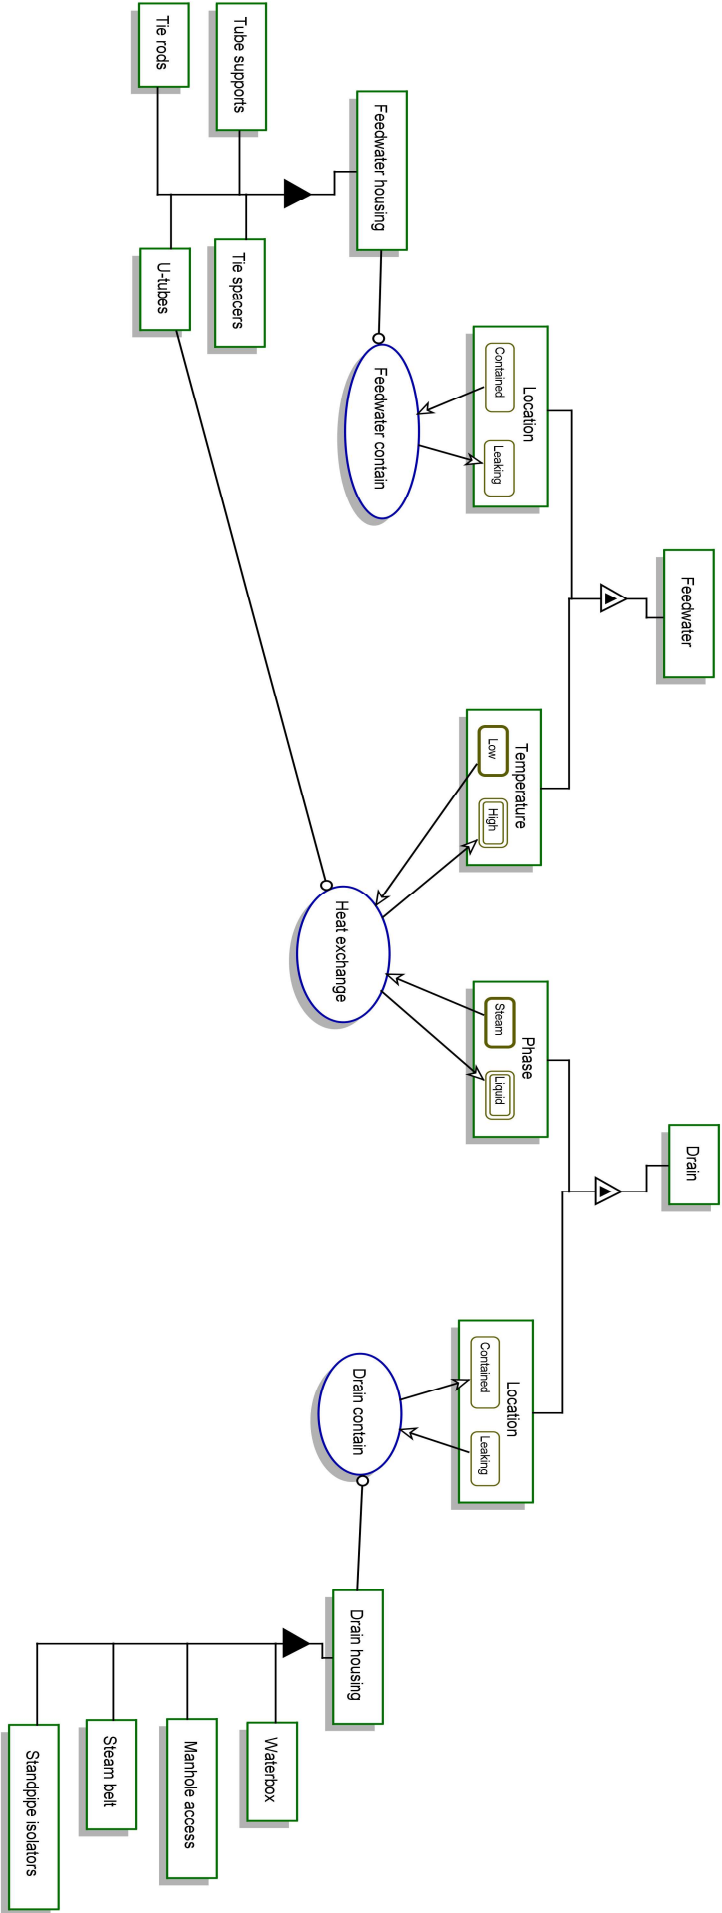 Feedwater
Drain
Location
Contained
Leaking
Temperature
Low
High
Phase
Steam
Liquid
Location
Contained
Leaking
Feedwater housing
Feedwater contain
Heat exchange
Drain contain
Drain housing
Tube supports
Tie spacers
Tie rods
U-tubes
Waterbox
Manhole access
Steam belt
Standpipe isolators